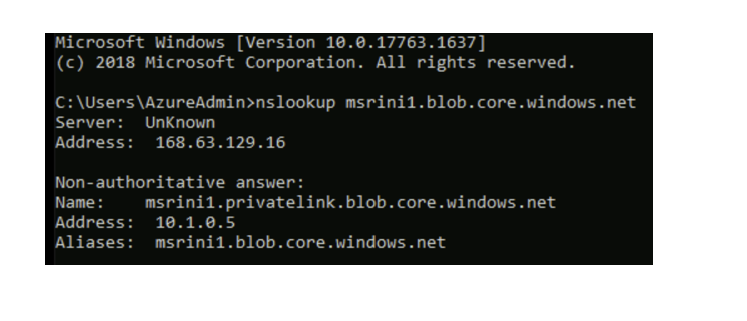 Microsoft Windows [Version 10.0.17763.1637]
(c) 2018 Microsoft Corporation. All rights reserved.
C:\Users\AzureAdmin>nslookup msrini1.blob.core.windows.net
Server:  UnKnown
Address:  168.63.129.16
Non-authoritative answer:
Name:    msrini1.privatelink.blob.core.windows.net
Address:  10.1.0.5
Aliases:  msrini1.blob.core.windows.net